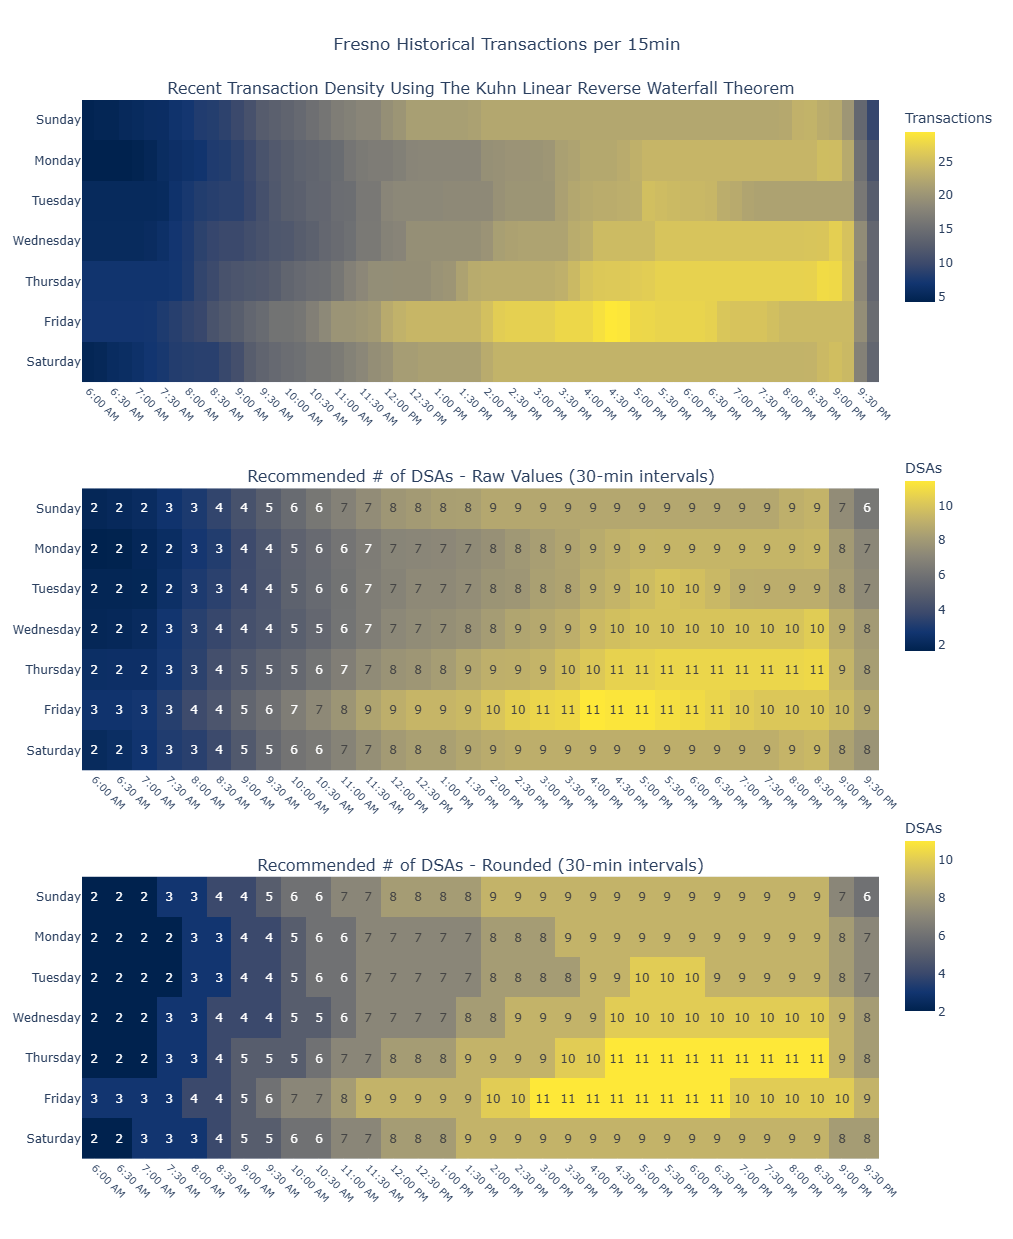 Fresno Historical Transactions per 15min
Recent Transaction Density Using The Kuhn Linear Reverse Waterfall Theorem
Transactions
25
20
15
10
5
Sunday
Monday
Tuesday
Wednesday
Thursday
Friday
Saturday
6:00 AM 6:30 AM 7:00 AM 7:30 AM 8:00 AM 8:30 AM 9:00 AM 9:30 AM 10:00 AM 10:30 AM 11:00 AM 11:30 AM 12:00 PM 12:30 PM 1:00 PM 1:30 PM 2:00 PM 2:30 PM 3:00 PM 3:30 PM 4:00 PM 4:30 PM 5:00 PM 5:30 PM 6:00 PM 6:30 PM 7:00 PM 7:30 PM 8:00 PM 8:30 PM 9:00 PM 9:30 PM
Recommended # of DSAs - Raw Values (30-min intervals)
DSAs
10
8
6
4
2
Sunday 2 2 2 3 3 4 4 5 6 6 7 7 8 8 8 8 9 9 9 9 9 9 9 9 9 9 9 9 9 9 7 6
Monday 2 2 2 2 3 3 4 4 5 6 6 7 7 7 7 7 8 8 8 9 9 9 9 9 9 9 9 9 9 9 8 7
Tuesday 2 2 2 2 3 3 4 4 5 6 6 7 7 7 7 7 8 8 8 8 9 9 10 10 10 9 9 9 9 9 8 7
Wednesday 2 2 2 3 3 4 4 4 5 5 6 7 7 7 7 8 8 9 9 9 9 10 10 10 10 10 10 10 10 10 9 8
Thursday 2 2 2 3 3 4 5 5 5 6 7 7 8 8 8 9 9 9 9 10 10 11 11 11 11 11 11 11 11 11 9 8
Friday 3 3 3 3 4 4 5 6 7 7 8 9 9 9 9 9 10 10 11 11 11 11 11 11 11 11 10 10 10 10 10 9
Saturday 2 2 3 3 3 4 5 5 6 6 7 7 8 8 8 9 9 9 9 9 9 9 9 9 9 9 9 9 9 9 8 8
6:00 AM 6:30 AM 7:00 AM 7:30 AM 8:00 AM 8:30 AM 9:00 AM 9:30 AM 10:00 AM 10:30 AM 11:00 AM 11:30 AM 12:00 PM 12:30 PM 1:00 PM 1:30 PM 2:00 PM 2:30 PM 3:00 PM 3:30 PM 4:00 PM 4:30 PM 5:00 PM 5:30 PM 6:00 PM 6:30 PM 7:00 PM 7:30 PM 8:00 PM 8:30 PM 9:00 PM 9:30 PM
Recommended # of DSAs - Rounded (30-min intervals)
DSAs
10
8
6
4
2
Sunday 2 2 2 3 3 4 4 5 6 6 7 7 8 8 8 8 9 9 9 9 9 9 9 9 9 9 9 9 9 9 7 6
Monday 2 2 2 2 3 3 4 4 5 6 6 7 7 7 7 7 8 8 8 9 9 9 9 9 9 9 9 9 9 9 8 7
Tuesday 2 2 2 2 3 3 4 4 5 6 6 7 7 7 7 7 8 8 8 8 9 9 10 10 10 9 9 9 9 9 8 7
Wednesday 2 2 2 3 3 4 4 4 5 5 6 7 7 7 7 8 8 9 9 9 9 10 10 10 10 10 10 10 10 10 9 8
Thursday 2 2 2 3 3 4 5 5 5 6 7 7 8 8 8 9 9 9 9 10 10 11 11 11 11 11 11 11 11 11 9 8
Friday 3 3 3 3 4 4 5 6 7 7 8 9 9 9 9 9 10 10 11 11 11 11 11 11 11 11 10 10 10 10 10 9
Saturday 2 2 3 3 3 4 5 5 6 6 7 7 8 8 8 9 9 9 9 9 9 9 9 9 9 9 9 9 9 9 8 8
6:00 AM 6:30 AM 7:00 AM 7:30 AM 8:00 AM 8:30 AM 9:00 AM 9:30 AM 10:00 AM 10:30 AM 11:00 AM 11:30 AM 12:00 PM 12:30 PM 1:00 PM 1:30 PM 2:00 PM 2:30 PM 3:00 PM 3:30 PM 4:00 PM 4:30 PM 5:00 PM 5:30 PM 6:00 PM 6:30 PM 7:00 PM 7:30 PM 8:00 PM 8:30 PM 9:00 PM 9:30 PM